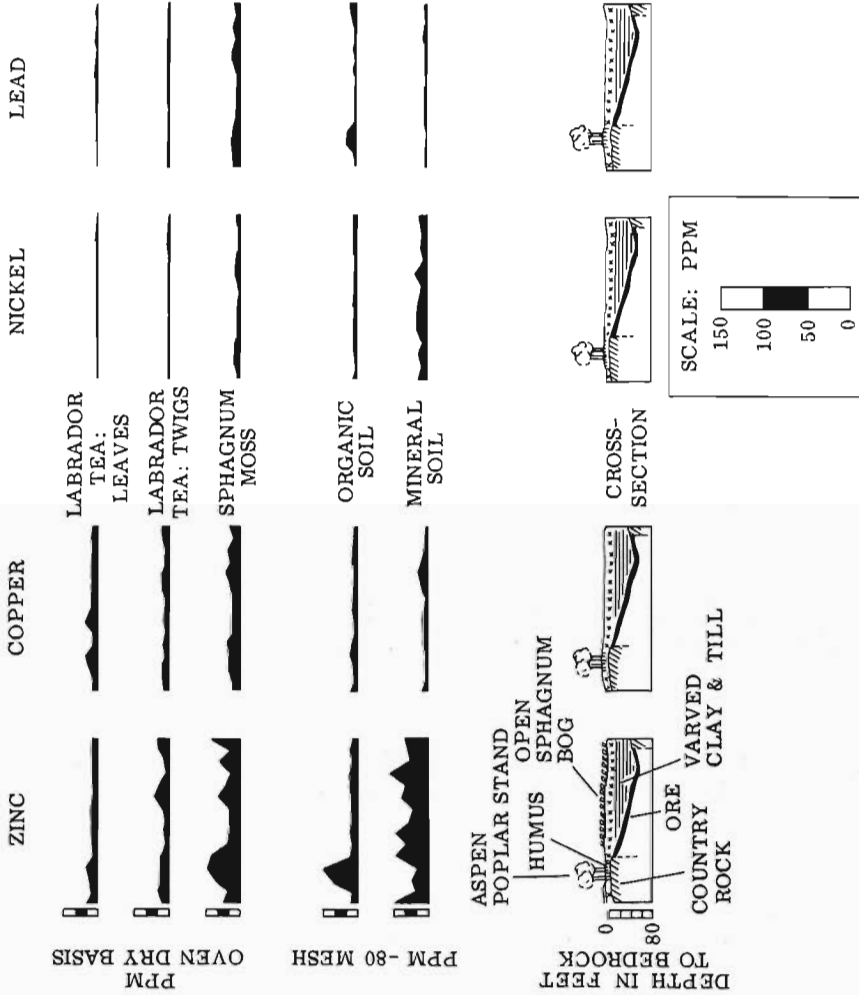 ZINC
COPPER
NICKEL
LEAD
PPM
OVEN DRY BASIS
LABRADOR
TEA:
LEAVES
LABRADOR
TEA: TWIGS
SPHAGNUM
MOSS
PPM -80 MESH
ORGANIC
SOIL
MINERAL
SOIL
DEPTH IN FEET
TO BEDROCK
0
80
ASPEN
POPLAR STAND
HUMUS
OPEN
SPHAGNUM
BOG
COUNTRY
ROCK
ORE
VARVED
CLAY & TILL
CROSS-
SECTION
SCALE: PPM
150
100
50
0